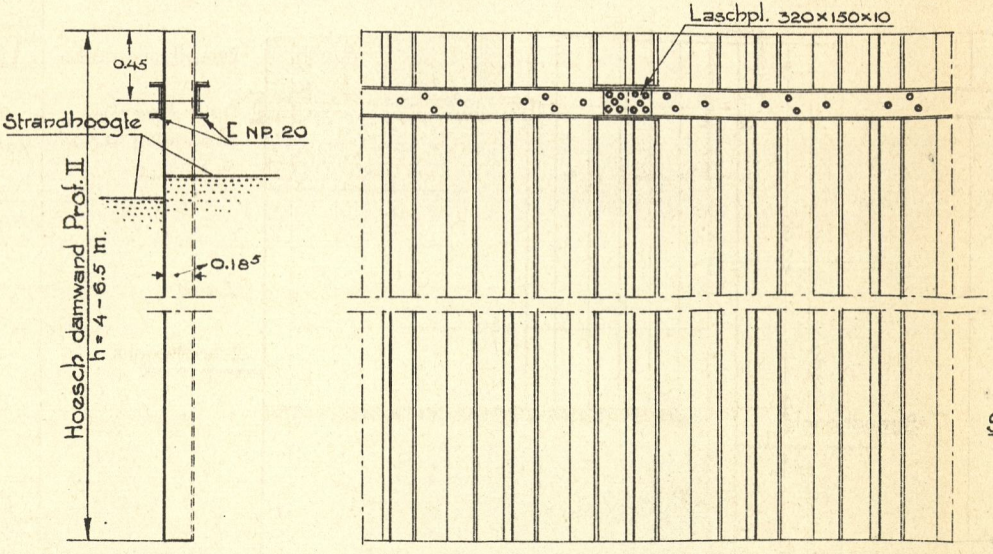 Laschpl. 320×150×10
0.45
Strandhoogte
[ NP. 20
Hoesch damwand Prof. II
h = 4 - 6.5 m.
0.18⁵